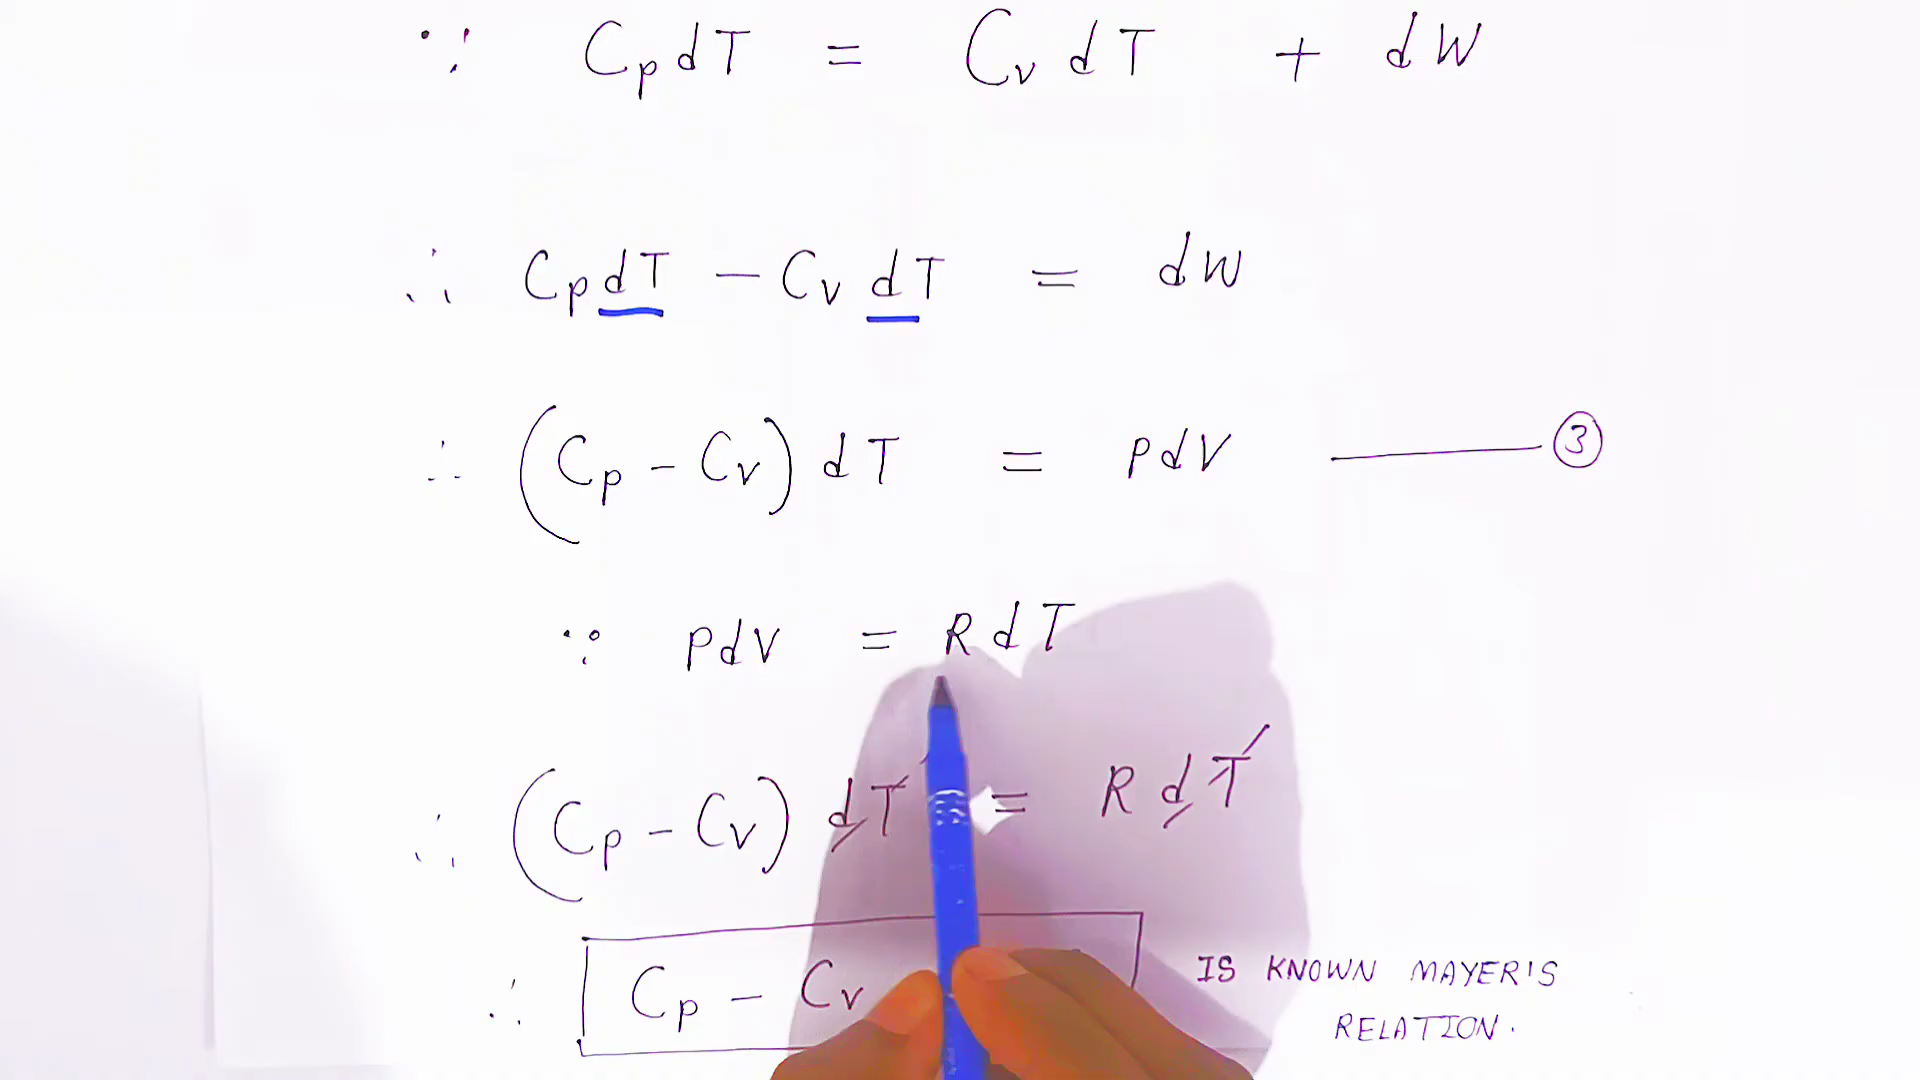 ∵ CpdT = CvdT + dW
∴ CpdT − CvdT = dW
∴ (Cp − Cv) dT = PdV —— ③
∵ PdV = RdT
∴ (Cp − Cv) dT = RdT
∴ Cp − Cv
IS KNOWN MAYER'S
RELATION.